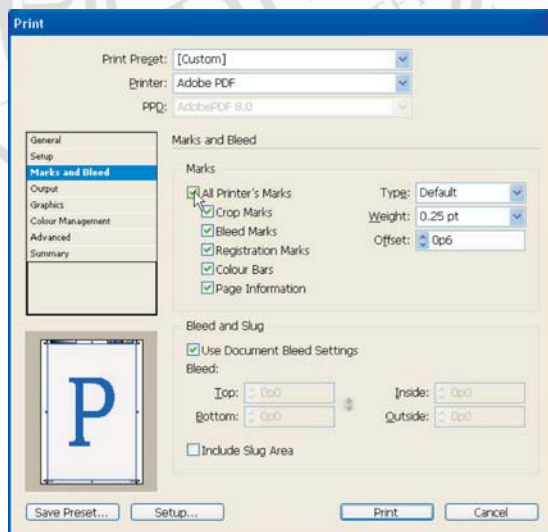 Print
Print Preset: [Custom]
Printer: Adobe PDF
PPD: AdobePDF 8.0
General
Setup
Marks and Bleed
Output
Graphics
Colour Management
Advanced
Summary
Marks and Bleed
Marks
All Printer's Marks
Crop Marks
Bleed Marks
Registration Marks
Colour Bars
Page Information
Type: Default
Weight: 0.25 pt
Offset: 0p6
Bleed and Slug
Use Document Bleed Settings
Bleed:
Top: 0p0 Inside: 0p0
Bottom: 0p0 Outside: 0p0
Include Slug Area
P
Save Preset... Setup... Print Cancel